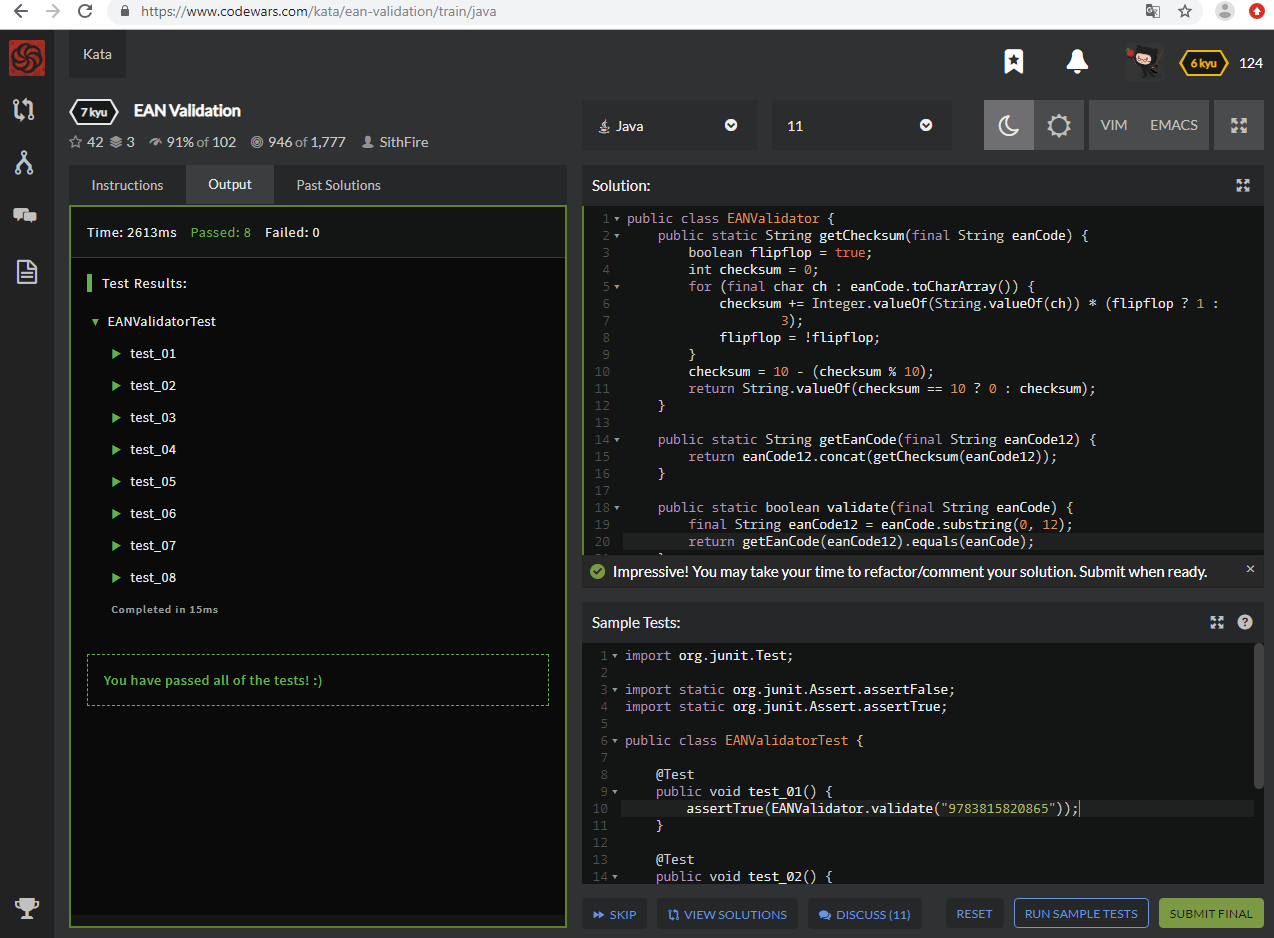 https://www.codewars.com/kata/ean-validation/train/java
Kata
6 kyu 124
7 kyu EAN Validation
42 3 91% of 102 946 of 1,777 SithFire
Java
11
VIM EMACS
Instructions Output Past Solutions
Time: 2613ms Passed: 8 Failed: 0
Test Results:
▼ EANValidatorTest
▶ test_01
▶ test_02
▶ test_03
▶ test_04
▶ test_05
▶ test_06
▶ test_07
▶ test_08
Completed in 15ms
You have passed all of the tests! :)
Solution:
1 public class EANValidator {
2 public static String getChecksum(final String eanCode) {
3 boolean flipflop = true;
4 int checksum = 0;
5 for (final char ch : eanCode.toCharArray()) {
6 checksum += Integer.valueOf(String.valueOf(ch)) * (flipflop ? 1 :
7 3);
8 flipflop = !flipflop;
9 }
10 checksum = 10 - (checksum % 10);
11 return String.valueOf(checksum == 10 ? 0 : checksum);
12 }
13
14 public static String getEanCode(final String eanCode12) {
15 return eanCode12.concat(getChecksum(eanCode12));
16 }
17
18 public static boolean validate(final String eanCode) {
19 final String eanCode12 = eanCode.substring(0, 12);
20 return getEanCode(eanCode12).equals(eanCode);
Impressive! You may take your time to refactor/comment your solution. Submit when ready. ×
Sample Tests: ?
1 import org.junit.Test;
2
3 import static org.junit.Assert.assertFalse;
4 import static org.junit.Assert.assertTrue;
5
6 public class EANValidatorTest {
7
8 @Test
9 public void test_01() {
10 assertTrue(EANValidator.validate("9783815820865"));
11 }
12
13 @Test
14 public void test_02() {
SKIP VIEW SOLUTIONS DISCUSS (11) RESET RUN SAMPLE TESTS SUBMIT FINAL